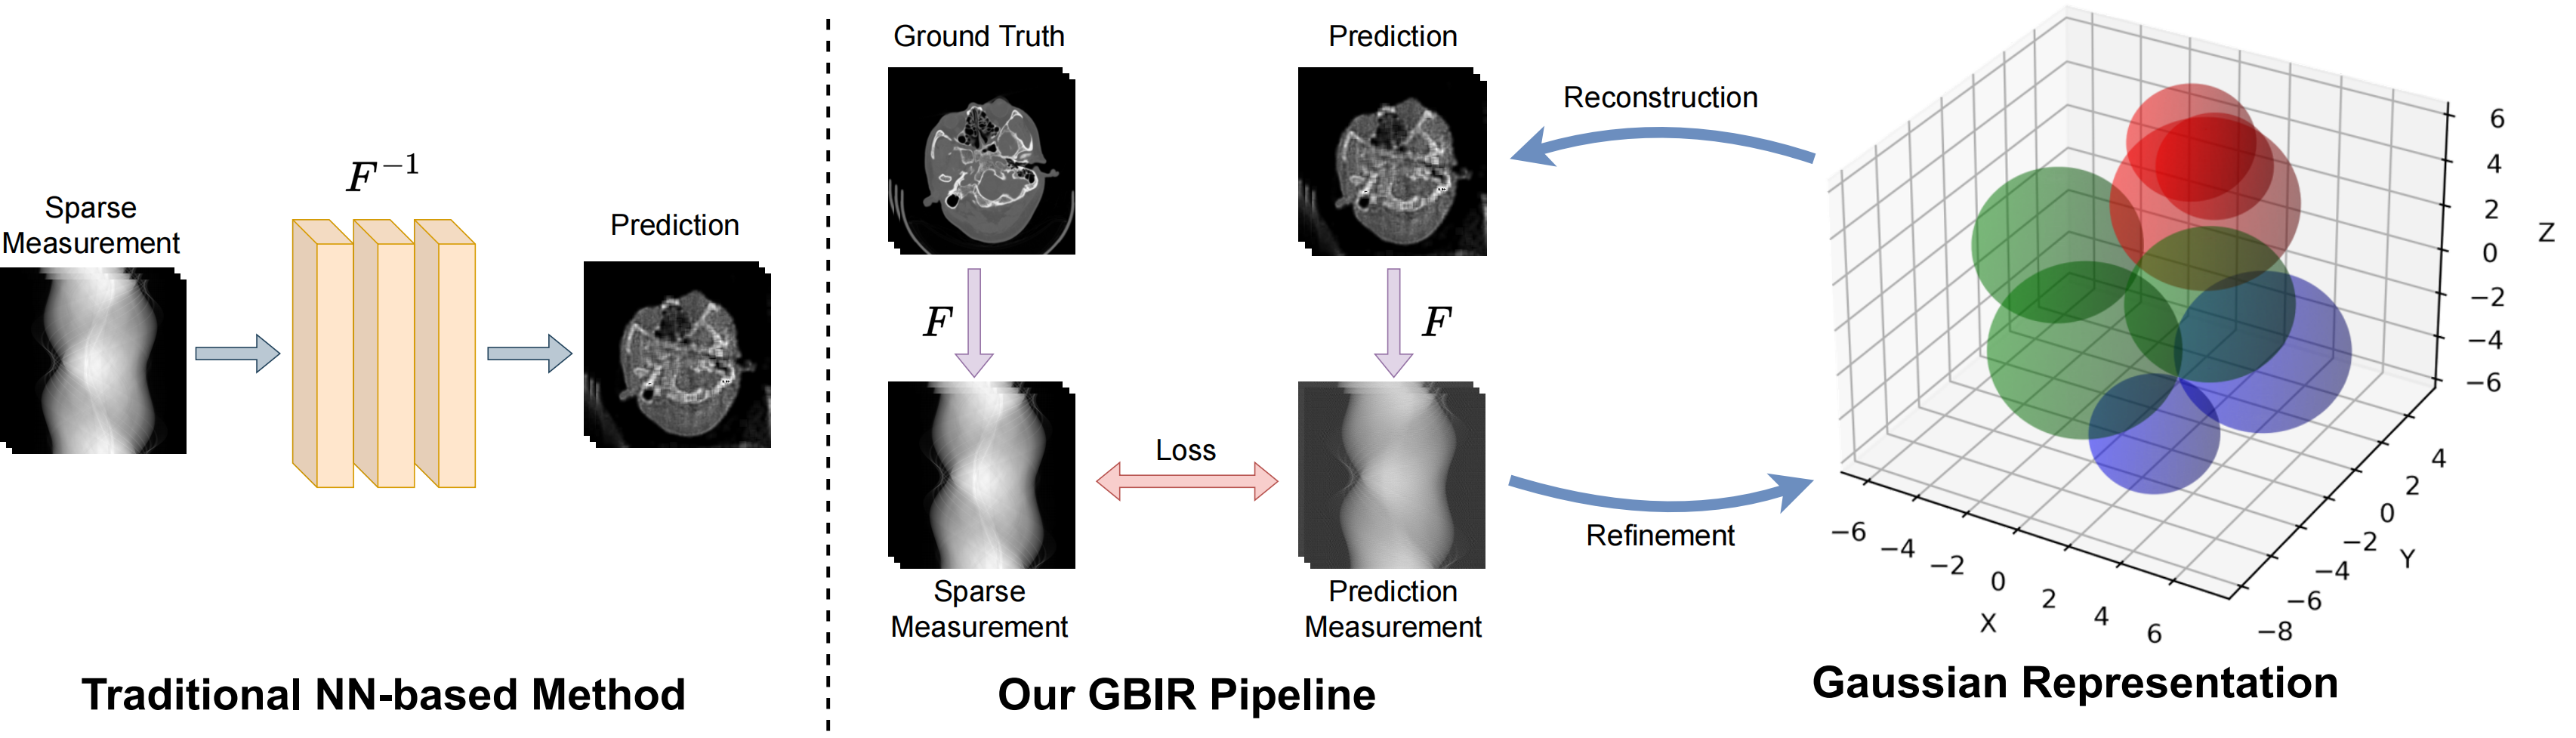 Sparse
Measurement
F⁻¹
Prediction
Traditional NN-based Method
Ground Truth
Prediction
F
F
Loss
Sparse
Measurement
Prediction
Measurement
Our GBIR Pipeline
Reconstruction
Refinement
6
4
2
0
−2
−4
−6
Z
−6
−4
−2
0
2
4
6
X
4
2
0
−2
−4
−6
−8
Y
Gaussian Representation